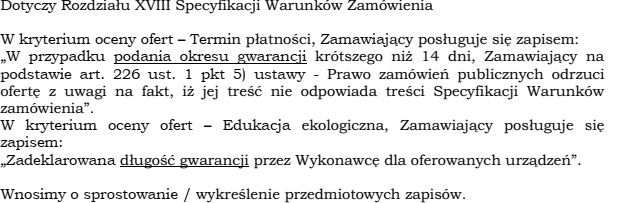 Dotyczy Rozdziału XVIII Specyfikacji Warunków Zamówienia
W kryterium oceny ofert – Termin płatności, Zamawiający posługuje się zapisem:
„W przypadku podania okresu gwarancji krótszego niż 14 dni, Zamawiający na
podstawie art. 226 ust. 1 pkt 5) ustawy - Prawo zamówień publicznych odrzuci
ofertę z uwagi na fakt, iż jej treść nie odpowiada treści Specyfikacji Warunków
zamówienia”.
W kryterium oceny ofert – Edukacja ekologiczna, Zamawiający posługuje się
zapisem:
„Zadeklarowana długość gwarancji przez Wykonawcę dla oferowanych urządzeń”.
Wnosimy o sprostowanie / wykreślenie przedmiotowych zapisów.